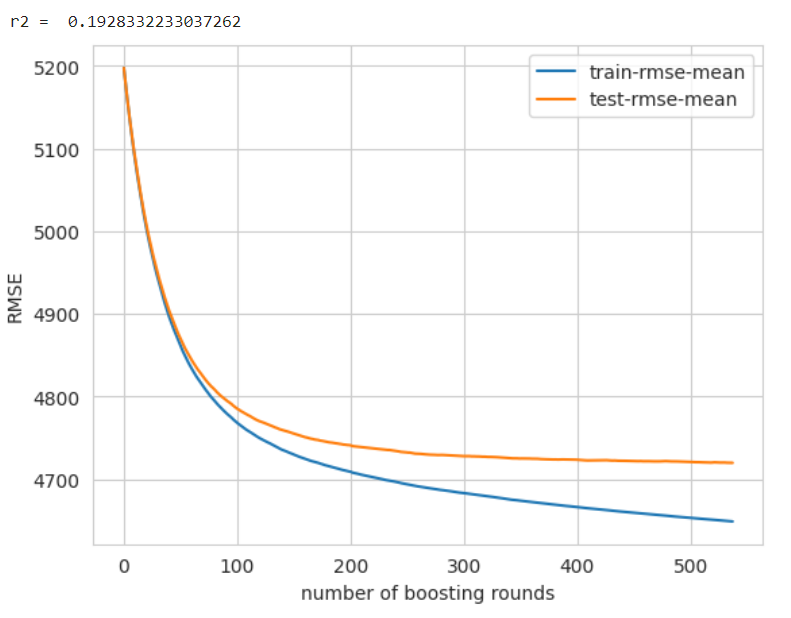 r2 =  0.1928332233037262
train-rmse-mean
test-rmse-mean
5200
5100
5000
4900
4800
4700
RMSE
0 100 200 300 400 500
number of boosting rounds